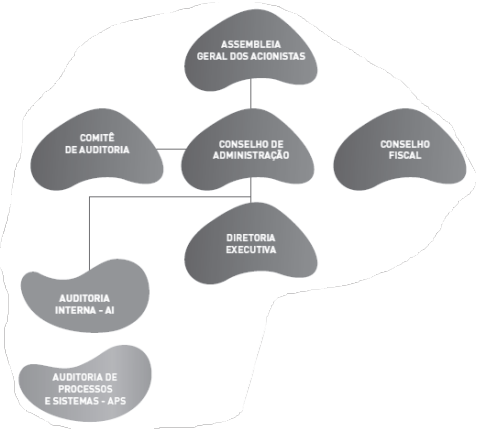 ASSEMBLEIA
GERAL DOS ACIONISTAS
COMITÊ
DE AUDITORIA
CONSELHO DE
ADMINISTRAÇÃO
CONSELHO
FISCAL
DIRETORIA
EXECUTIVA
AUDITORIA
INTERNA - AI
AUDITORIA DE
PROCESSOS
E SISTEMAS - APS